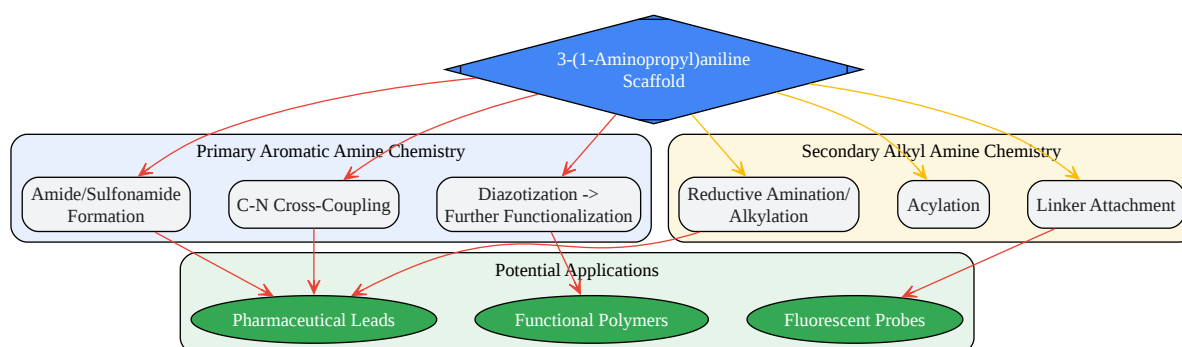 3-(1-Aminopropyl)aniline
Scaffold
Primary Aromatic Amine Chemistry
Secondary Alkyl Amine Chemistry
Amide/Sulfonamide
Formation
C-N Cross-Coupling
Diazotization ->
Further Functionalization
Reductive Amination/
Alkylation
Acylation
Linker Attachment
Potential Applications
Pharmaceutical Leads
Functional Polymers
Fluorescent Probes